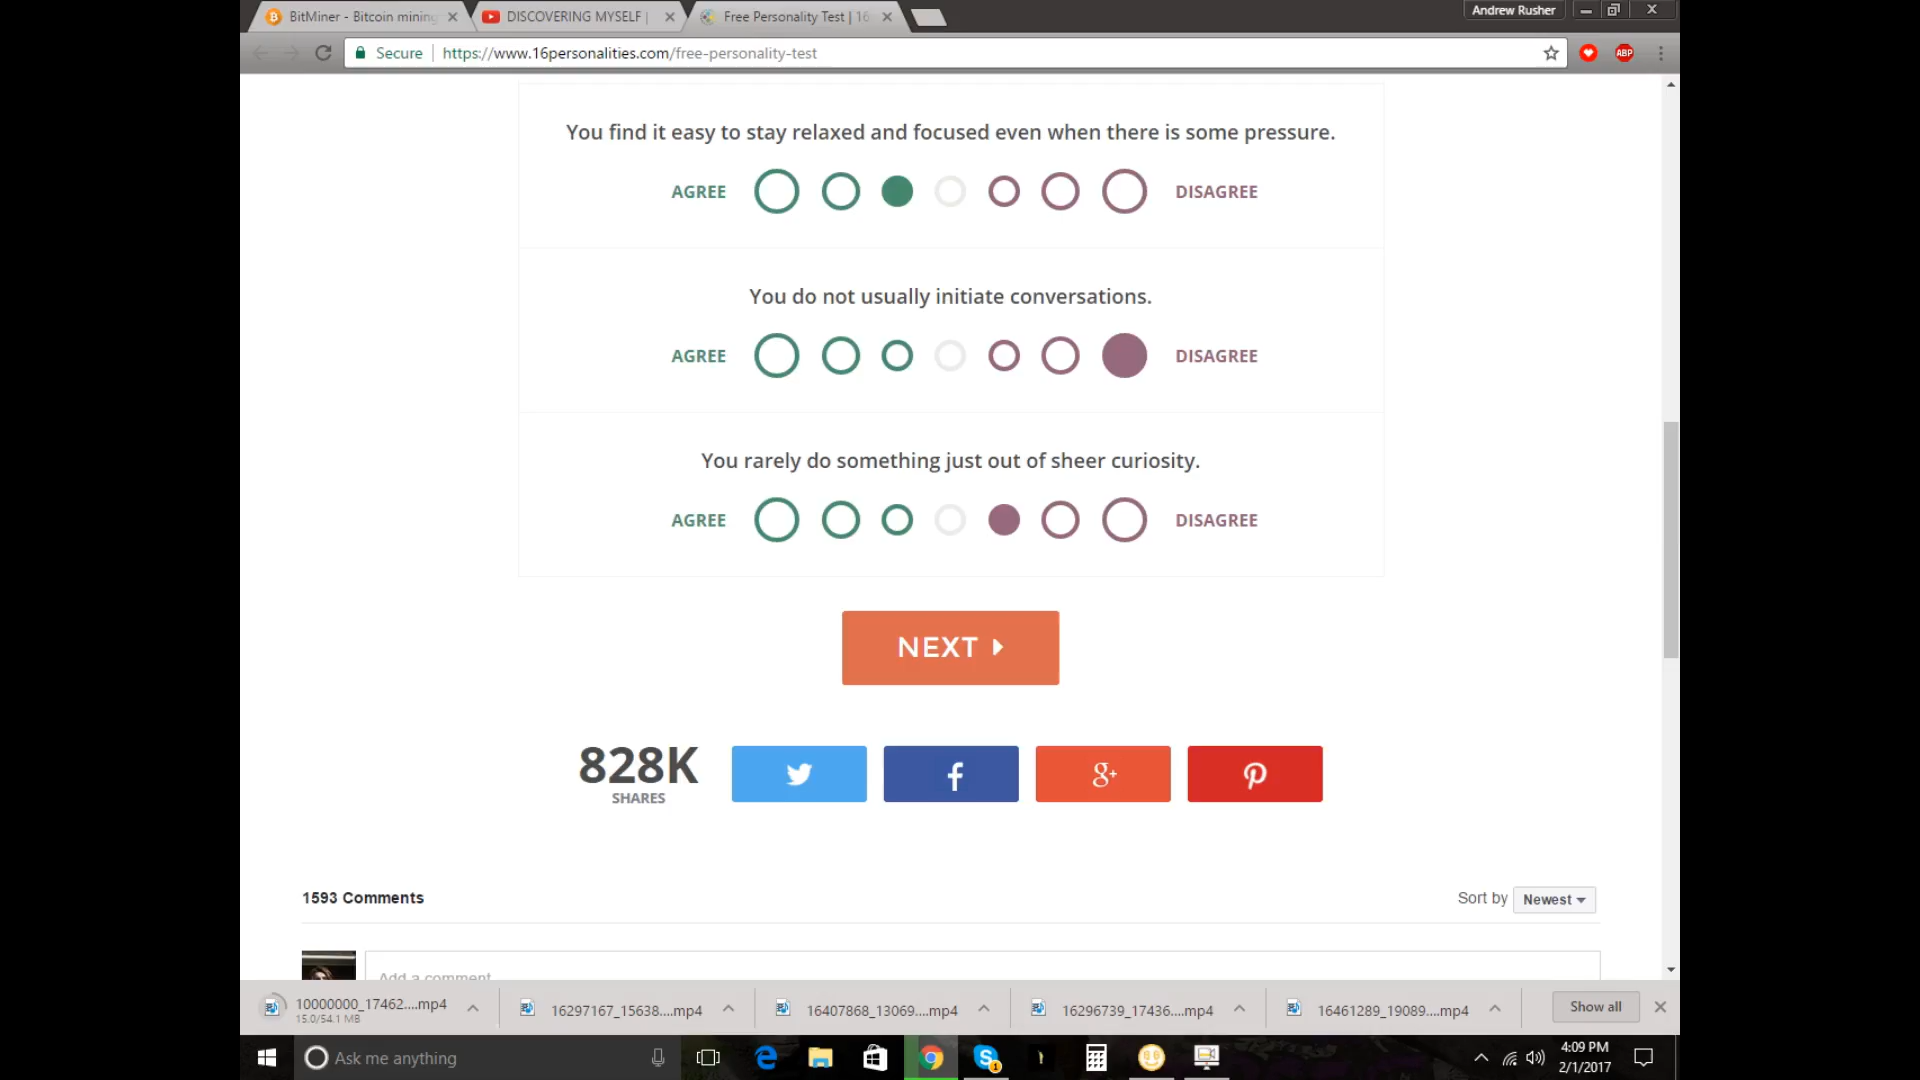 BitMiner - Bitcoin mining
DISCOVERING MYSELF |
Free Personality Test | 16
Andrew Rusher
Secure
https://www.16personalities.com/free-personality-test
ABP
You find it easy to stay relaxed and focused even when there is some pressure.
AGREE
DISAGREE
You do not usually initiate conversations.
AGREE
DISAGREE
You rarely do something just out of sheer curiosity.
AGREE
DISAGREE
NEXT
828K
SHARES
g+
1593 Comments
Sort by Newest
Add a comment
10000000_17462....mp4
15.0/54.1 MB
16297167_15638....mp4
16407868_13069....mp4
16296739_17436....mp4
16461289_19089....mp4
Show all
Ask me anything
1
4:09 PM
2/1/2017